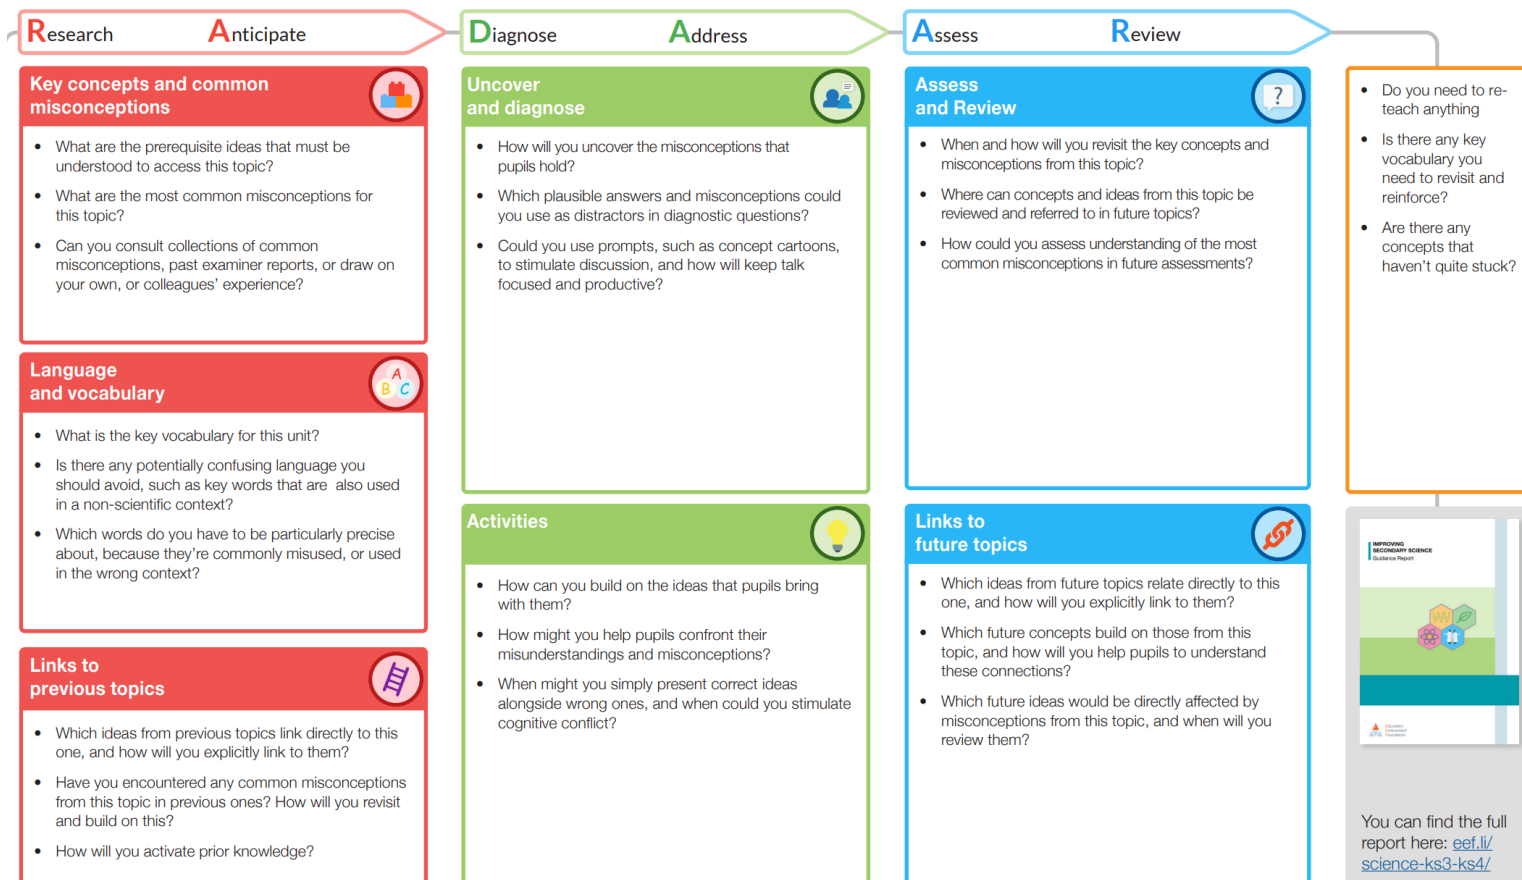 Research Anticipate
Diagnose Address
Assess Review
Key concepts and common
misconceptions
• What are the prerequisite ideas that must be
understood to access this topic?
• What are the most common misconceptions for
this topic?
• Can you consult collections of common
misconceptions, past examiner reports, or draw on
your own, or colleagues’ experience?
Language
and vocabulary
A
B C
• What is the key vocabulary for this unit?
• Is there any potentially confusing language you
should avoid, such as key words that are also used
in a non-scientific context?
• Which words do you have to be particularly precise
about, because they’re commonly misused, or used
in the wrong context?
Links to
previous topics
• Which ideas from previous topics link directly to this
one, and how will you explicitly link to them?
• Have you encountered any common misconceptions
from this topic in previous ones? How will you revisit
and build on this?
• How will you activate prior knowledge?
Uncover
and diagnose
• How will you uncover the misconceptions that
pupils hold?
• Which plausible answers and misconceptions could
you use as distractors in diagnostic questions?
• Could you use prompts, such as concept cartoons,
to stimulate discussion, and how will keep talk
focused and productive?
Activities
• How can you build on the ideas that pupils bring
with them?
• How might you help pupils confront their
misunderstandings and misconceptions?
• When might you simply present correct ideas
alongside wrong ones, and when could you stimulate
cognitive conflict?
Assess
and Review
?
• When and how will you revisit the key concepts and
misconceptions from this topic?
• Where can concepts and ideas from this topic be
reviewed and referred to in future topics?
• How could you assess understanding of the most
common misconceptions in future assessments?
Links to
future topics
• Which ideas from future topics relate directly to this
one, and how will you explicitly link to them?
• Which future concepts build on those from this
topic, and how will you help pupils to understand
these connections?
• Which future ideas would be directly affected by
misconceptions from this topic, and when will you
review them?
• Do you need to re-
teach anything
• Is there any key
vocabulary you
need to revisit and
reinforce?
• Are there any
concepts that
haven’t quite stuck?
IMPROVING
SECONDARY SCIENCE
Guidance Report
Education
Endowment
Foundation
You can find the full
report here: eef.li/
science-ks3-ks4/